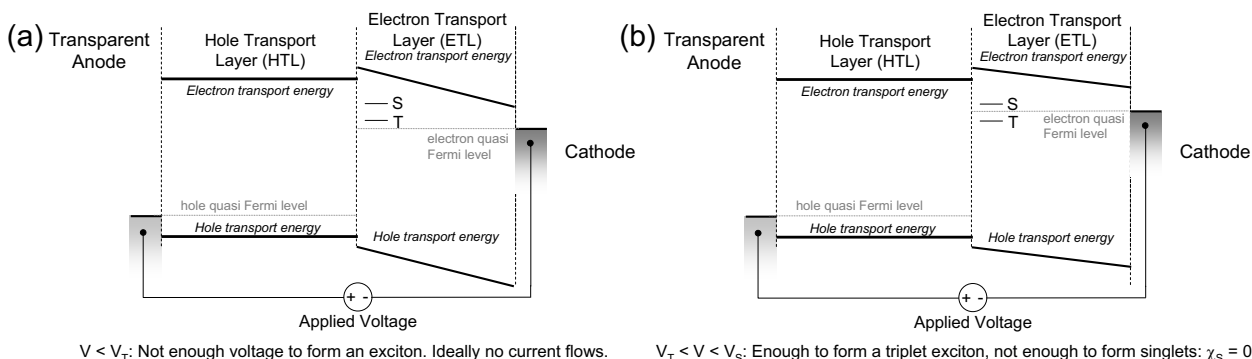 (a)
Transparent
Anode
Hole Transport
Layer (HTL)
Electron Transport
Layer (ETL)
Electron transport energy
Electron transport energy
S
T
electron quasi
Fermi level
Cathode
hole quasi Fermi level
Hole transport energy
Hole transport energy
+ -
Applied Voltage
V < V_T: Not enough voltage to form an exciton. Ideally no current flows.
(b)
Transparent
Anode
Hole Transport
Layer (HTL)
Electron Transport
Layer (ETL)
Electron transport energy
Electron transport energy
S
T
electron quasi
Fermi level
Cathode
hole quasi Fermi level
Hole transport energy
Hole transport energy
+ -
Applied Voltage
V_T < V < V_S: Enough to form a triplet exciton, not enough to form singlets: χ_S = 0